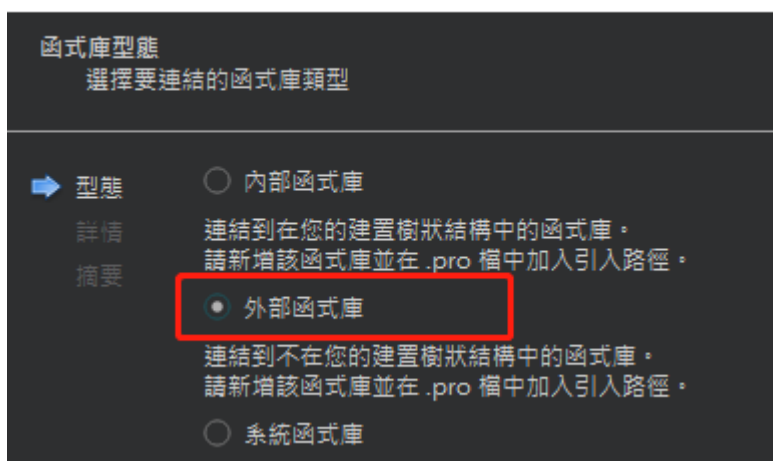 函式庫型態
選擇要連結的函式庫類型
型態
詳情
摘要
內部函式庫
連結到在您的建置樹狀結構中的函式庫。
請新增該函式庫並在 .pro 檔中加入引入路徑。
外部函式庫
連結到不在您的建置樹狀結構中的函式庫。
請新增該函式庫並在 .pro 檔中加入引入路徑。
系統函式庫